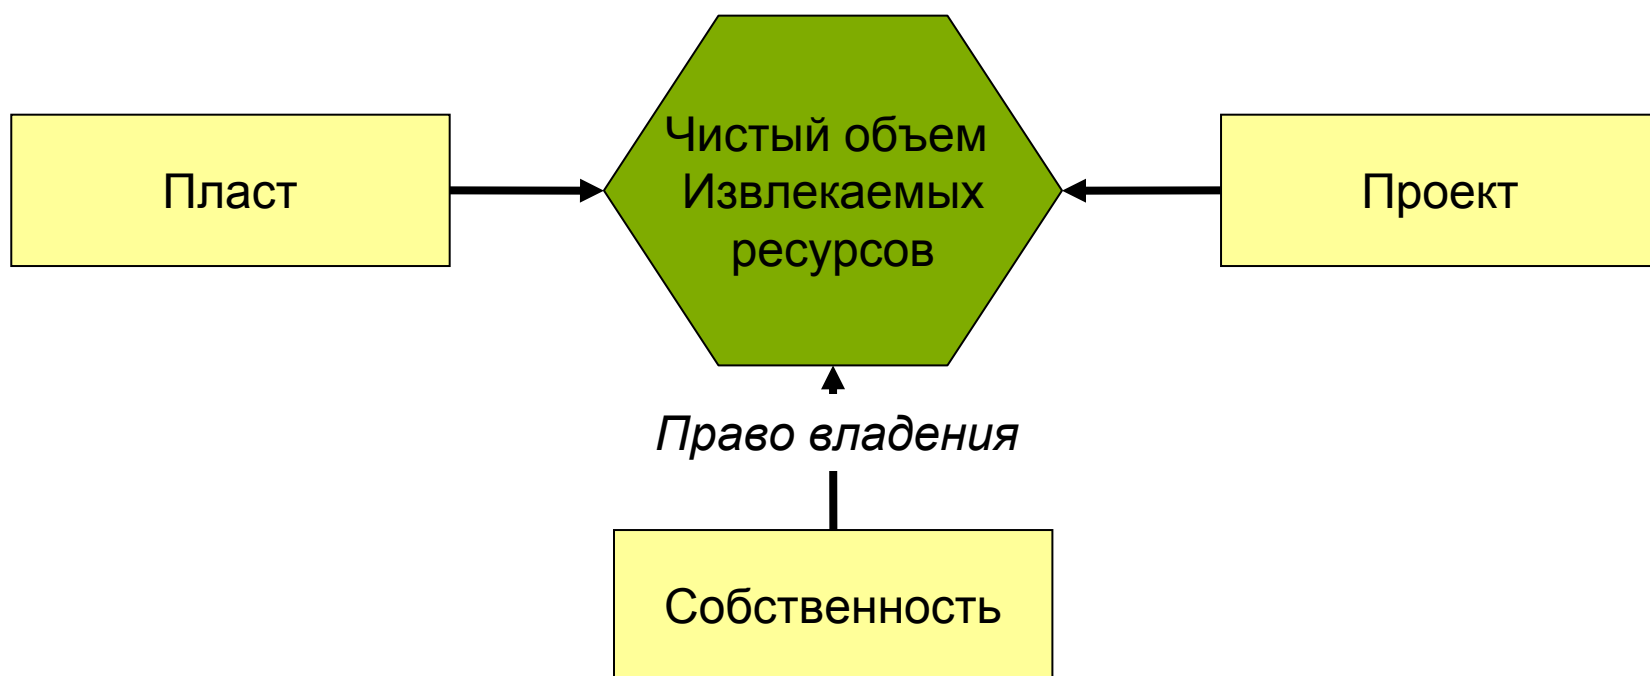 Чистый объем
Извлекаемых
ресурсов
Пласт
Проект
Право владения
Собственность